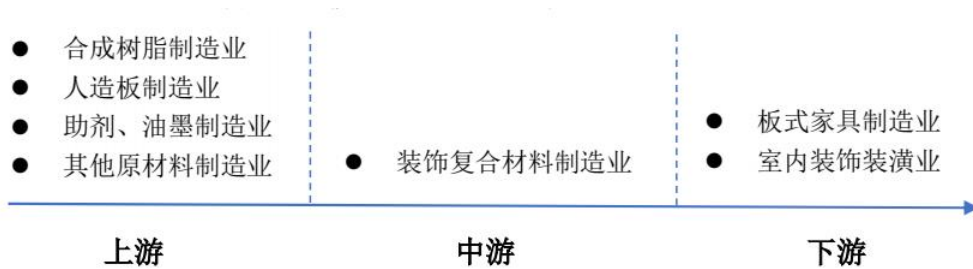 ● 合成树脂制造业
● 人造板制造业
● 助剂、油墨制造业
● 其他原材料制造业
● 装饰复合材料制造业
● 板式家具制造业
● 室内装饰装潢业
上游
中游
下游